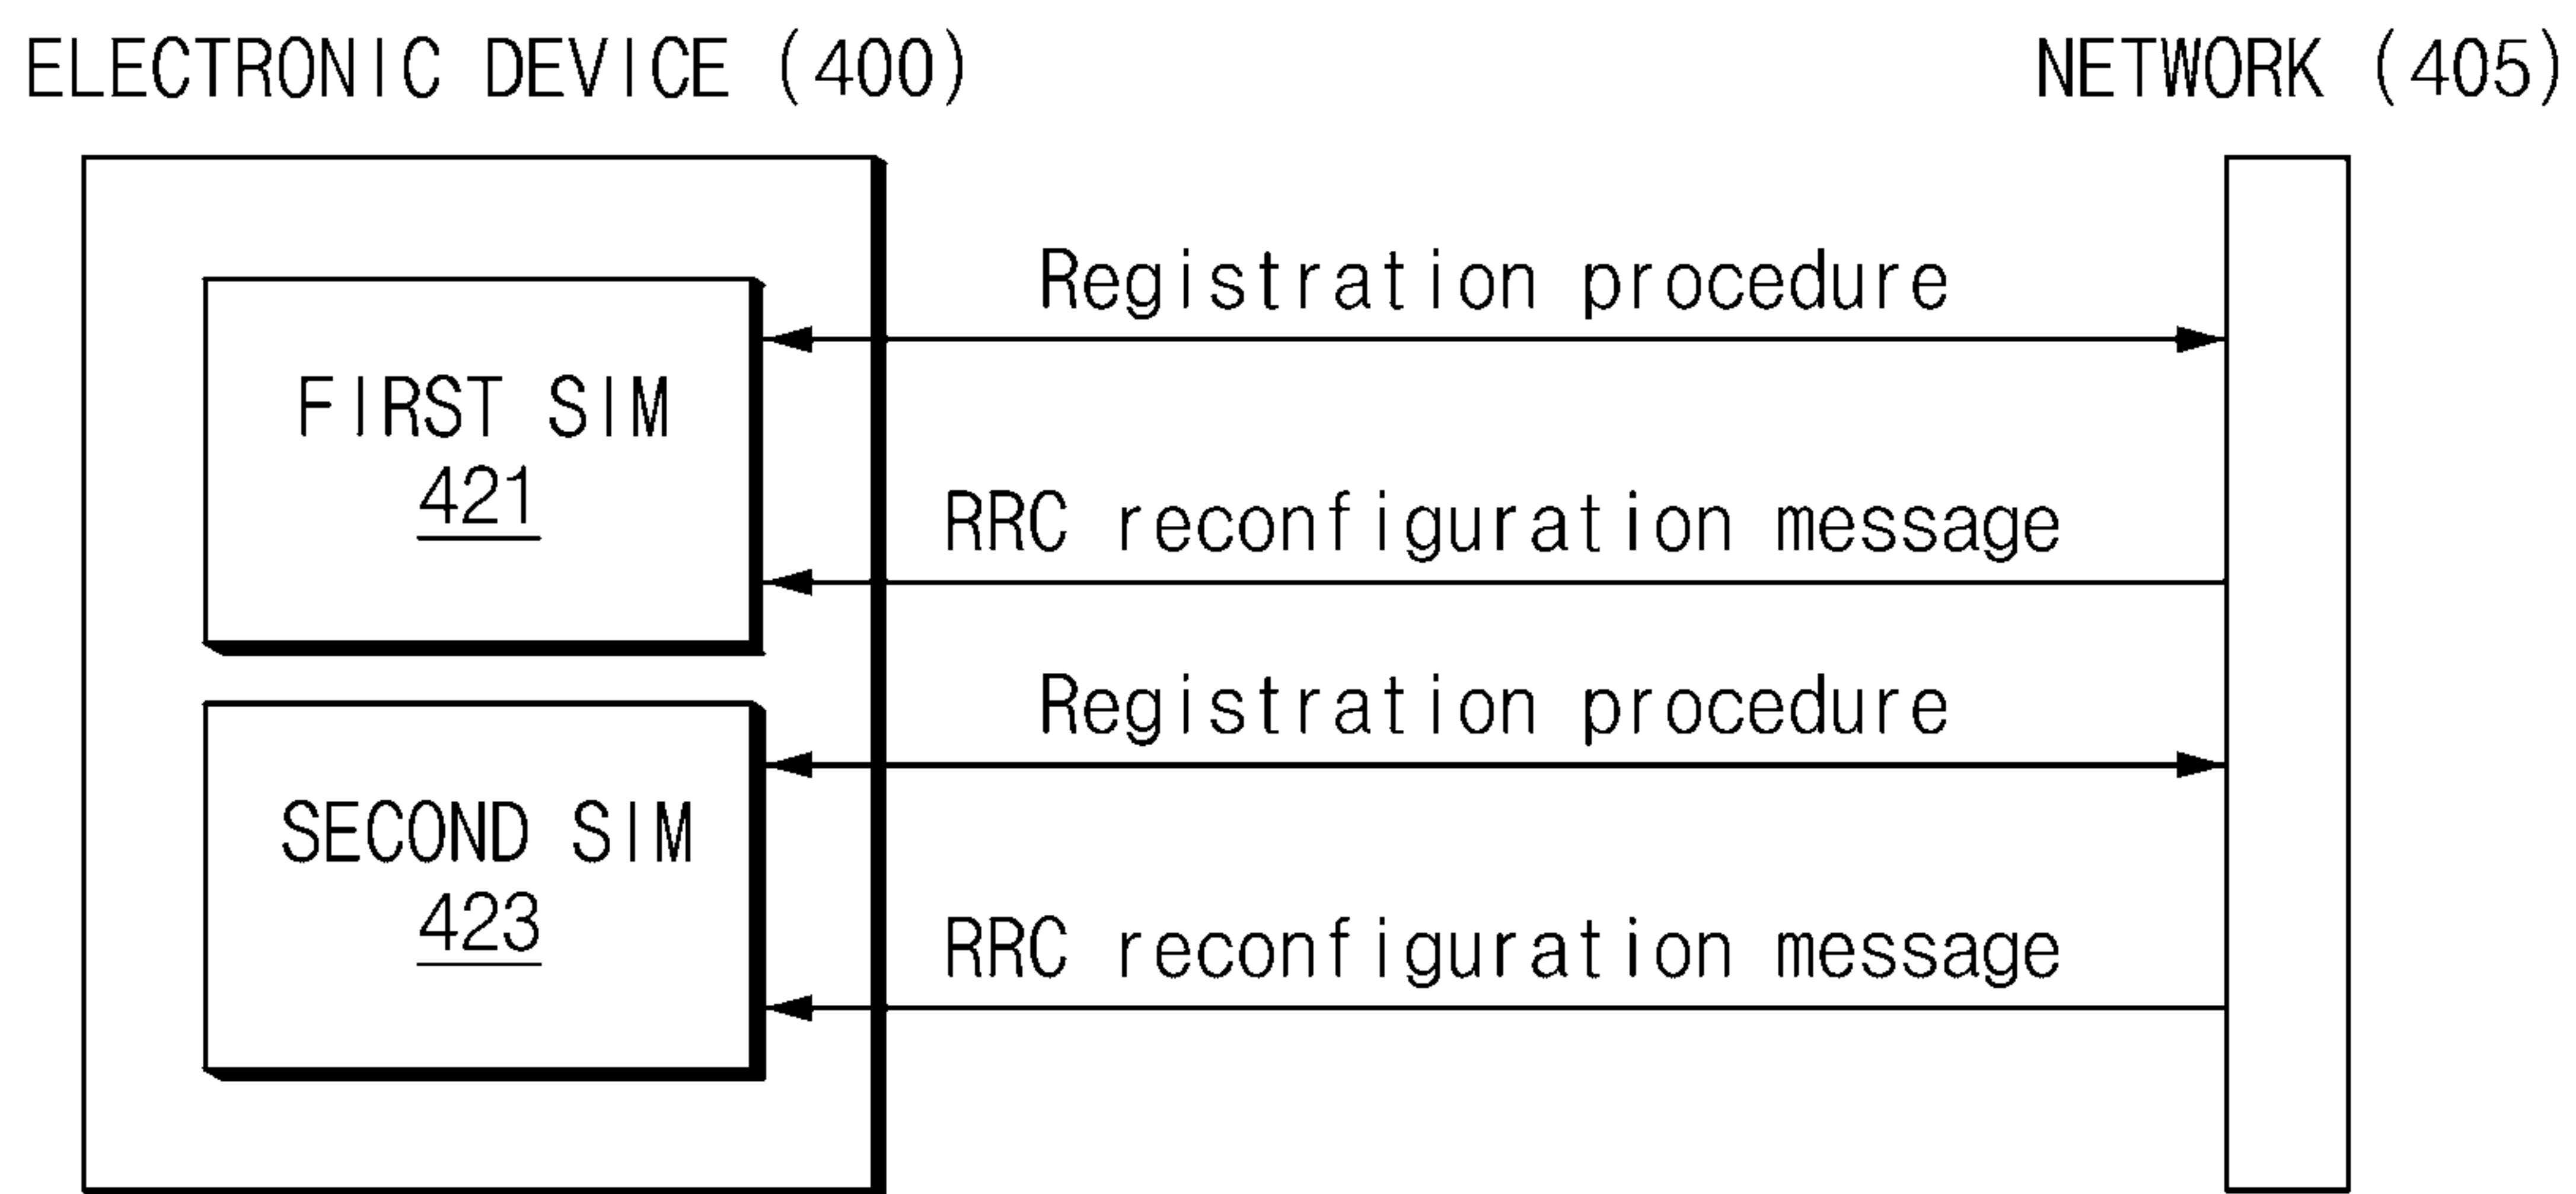 ELECTRONIC DEVICE (400)
NETWORK (405)
Registration procedure
FIRST SIM
421
RRC reconfiguration message
Registration procedure
SECOND SIM
423
RRC reconfiguration message